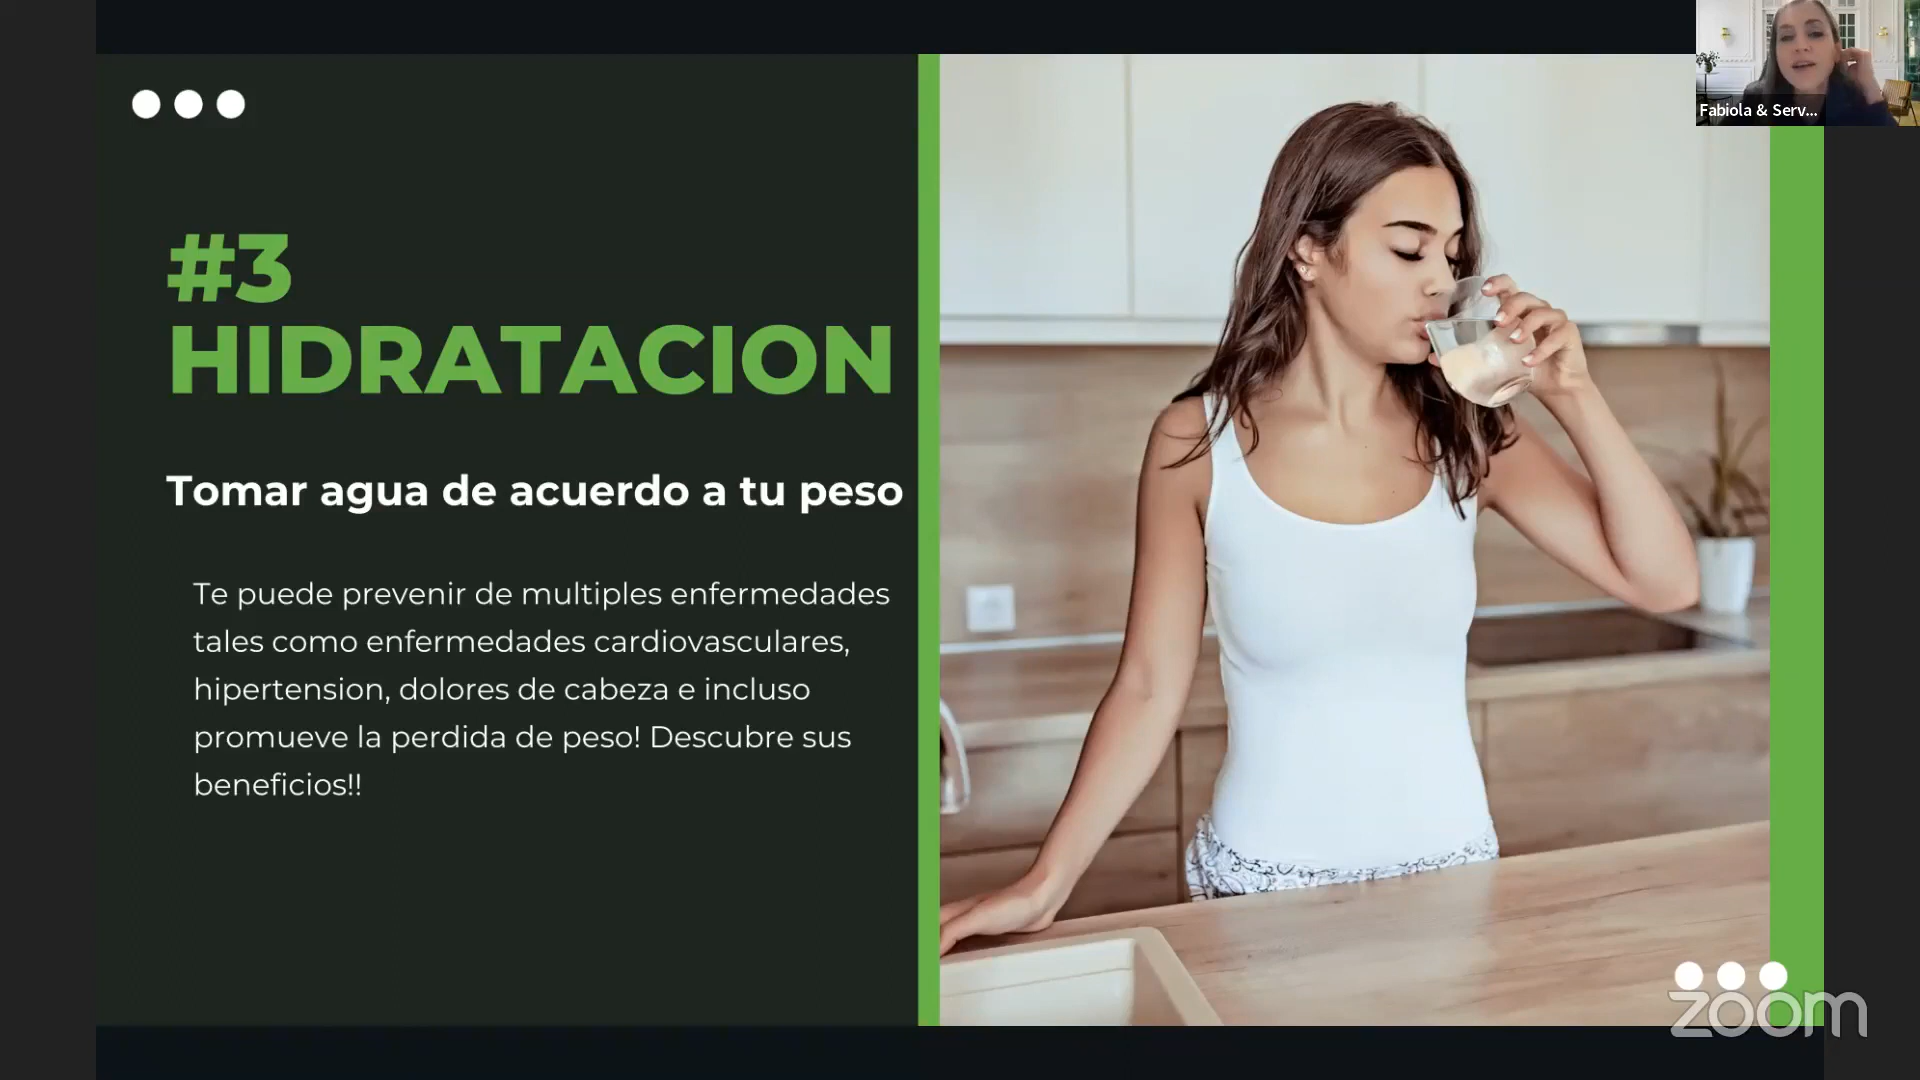 Fabiola & Serv...
#3
HIDRATACION
Tomar agua de acuerdo a tu peso
Te puede prevenir de multiples enfermedades
tales como enfermedades cardiovasculares,
hipertension, dolores de cabeza e incluso
promueve la perdida de peso! Descubre sus
beneficios!!
zoom